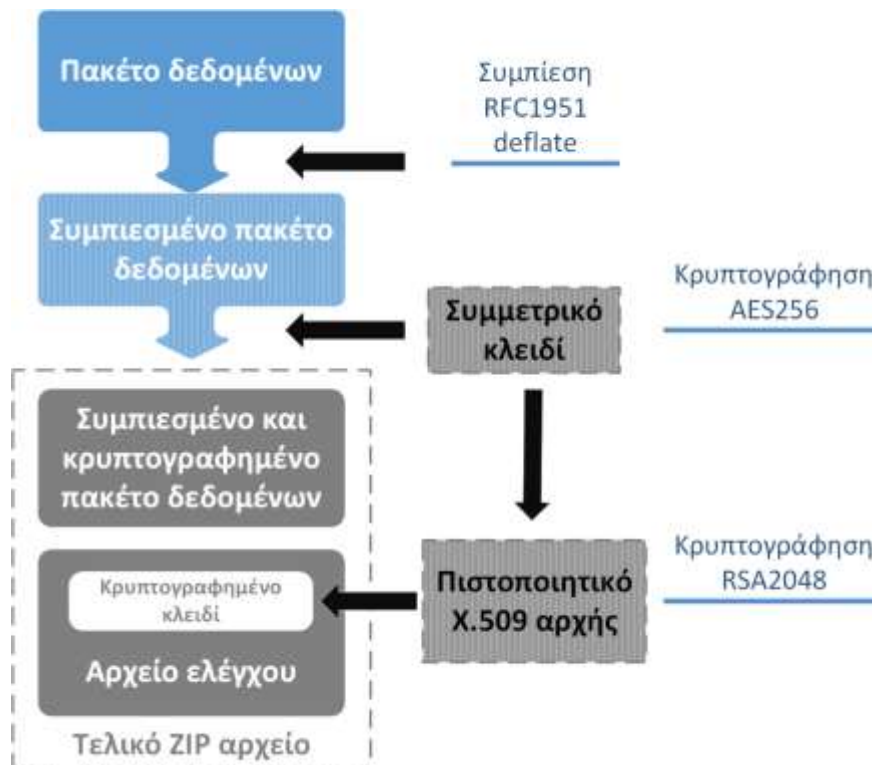 Πακέτο δεδομένων
Συμπίεση
RFC1951
deflate
Συμπιεσμένο πακέτο
δεδομένων
Συμμετρικό
κλειδί
Κρυπτογράφηση
AES256
Συμπιεσμένο και
κρυπτογραφημένο
πακέτο δεδομένων
Πιστοποιητικό
X.509 αρχής
Κρυπτογράφηση
RSA2048
Κρυπτογραφημένο
κλειδί
Αρχείο ελέγχου
Τελικό ZIP αρχείο